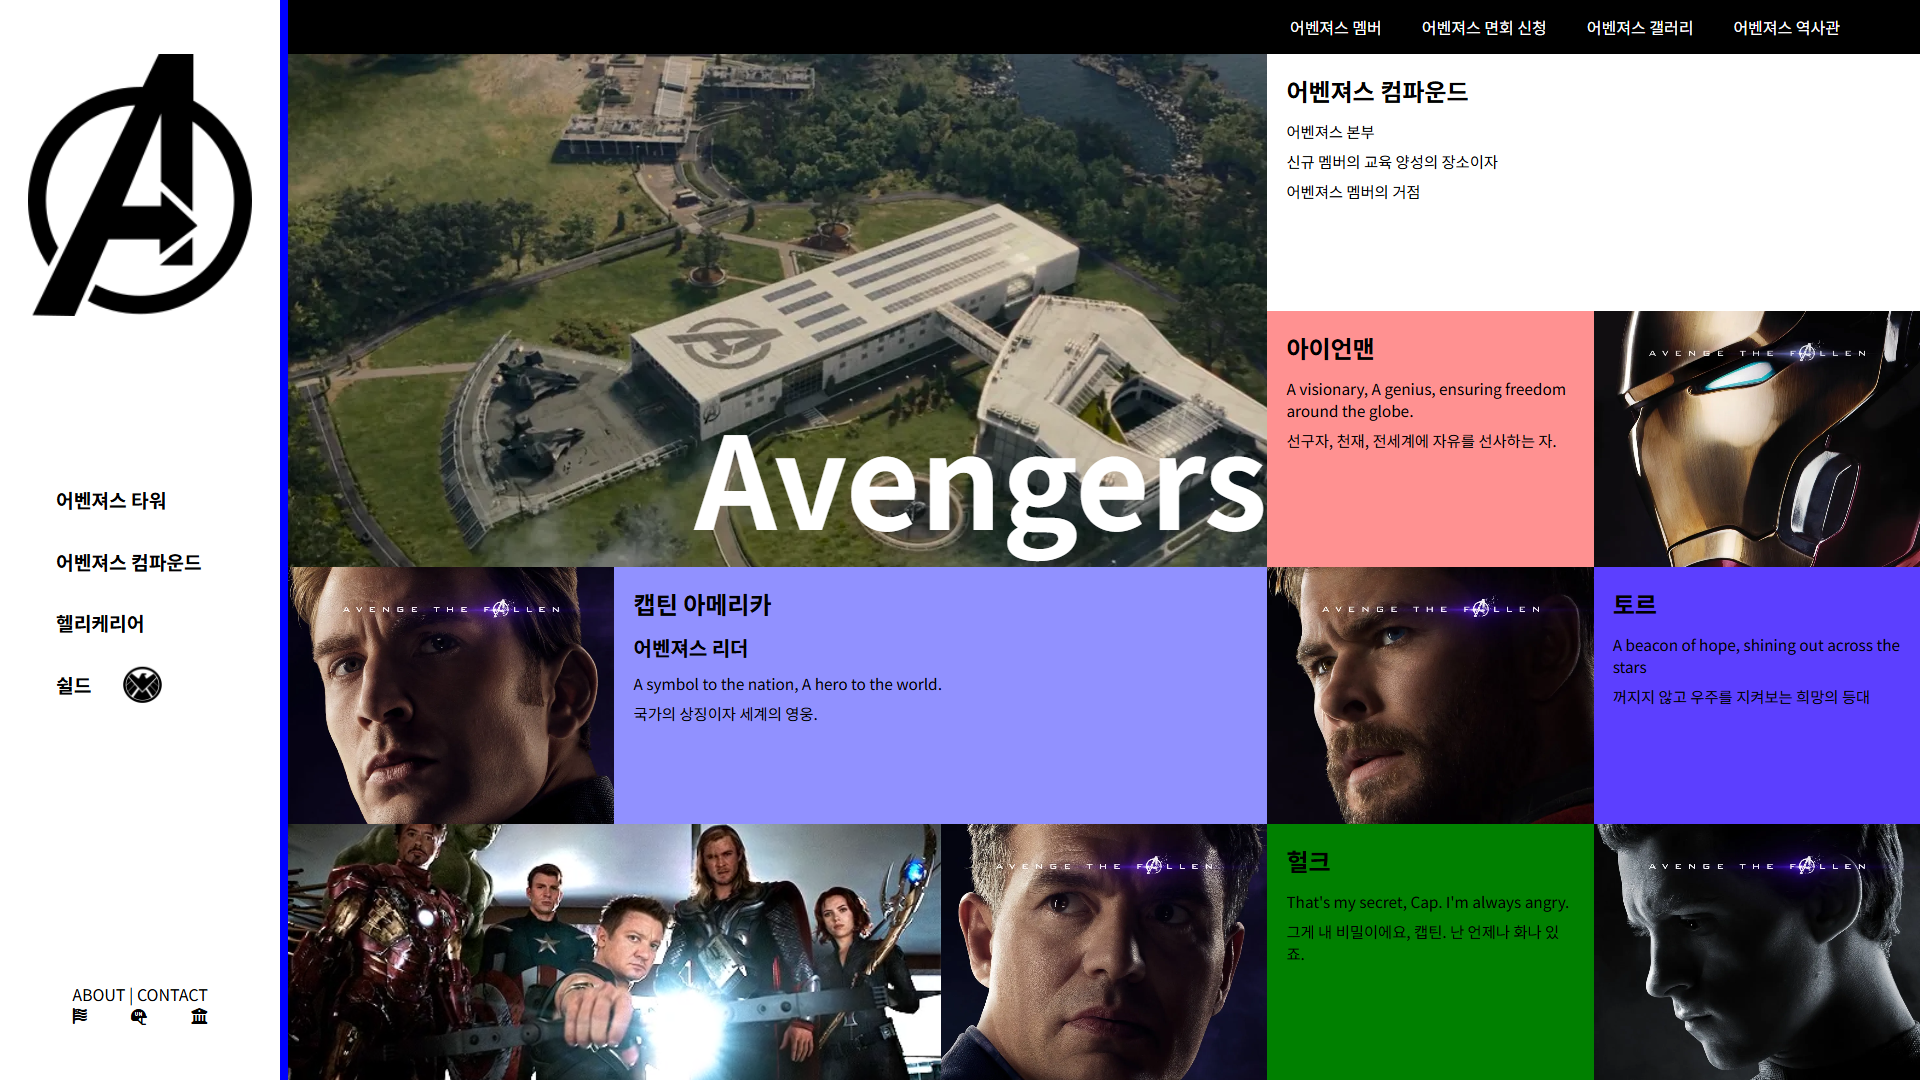 어벤져스 멤버
어벤져스 면회 신청
어벤져스 갤러리
어벤져스 역사관
어벤져스 타워
어벤져스 컴파운드
헬리케리어
쉴드
ABOUT | CONTACT
UN
Avengers
어벤져스 컴파운드
어벤져스 본부
신규 멤버의 교육 양성의 장소이자
어벤져스 멤버의 거점
아이언맨
A visionary, A genius, ensuring freedom
around the globe.
선구자, 천재, 전세계에 자유를 선사하는 자.
AVENGE THE FALLEN
AVENGE THE FALLEN
캡틴 아메리카
어벤져스 리더
A symbol to the nation, A hero to the world.
국가의 상징이자 세계의 영웅.
AVENGE THE FALLEN
토르
A beacon of hope, shining out across the
stars
꺼지지 않고 우주를 지켜보는 희망의 등대
AVENGE THE FALLEN
헐크
That's my secret, Cap. I'm always angry.
그게 내 비밀이에요, 캡틴. 난 언제나 화나 있
죠.
AVENGE THE FALLEN